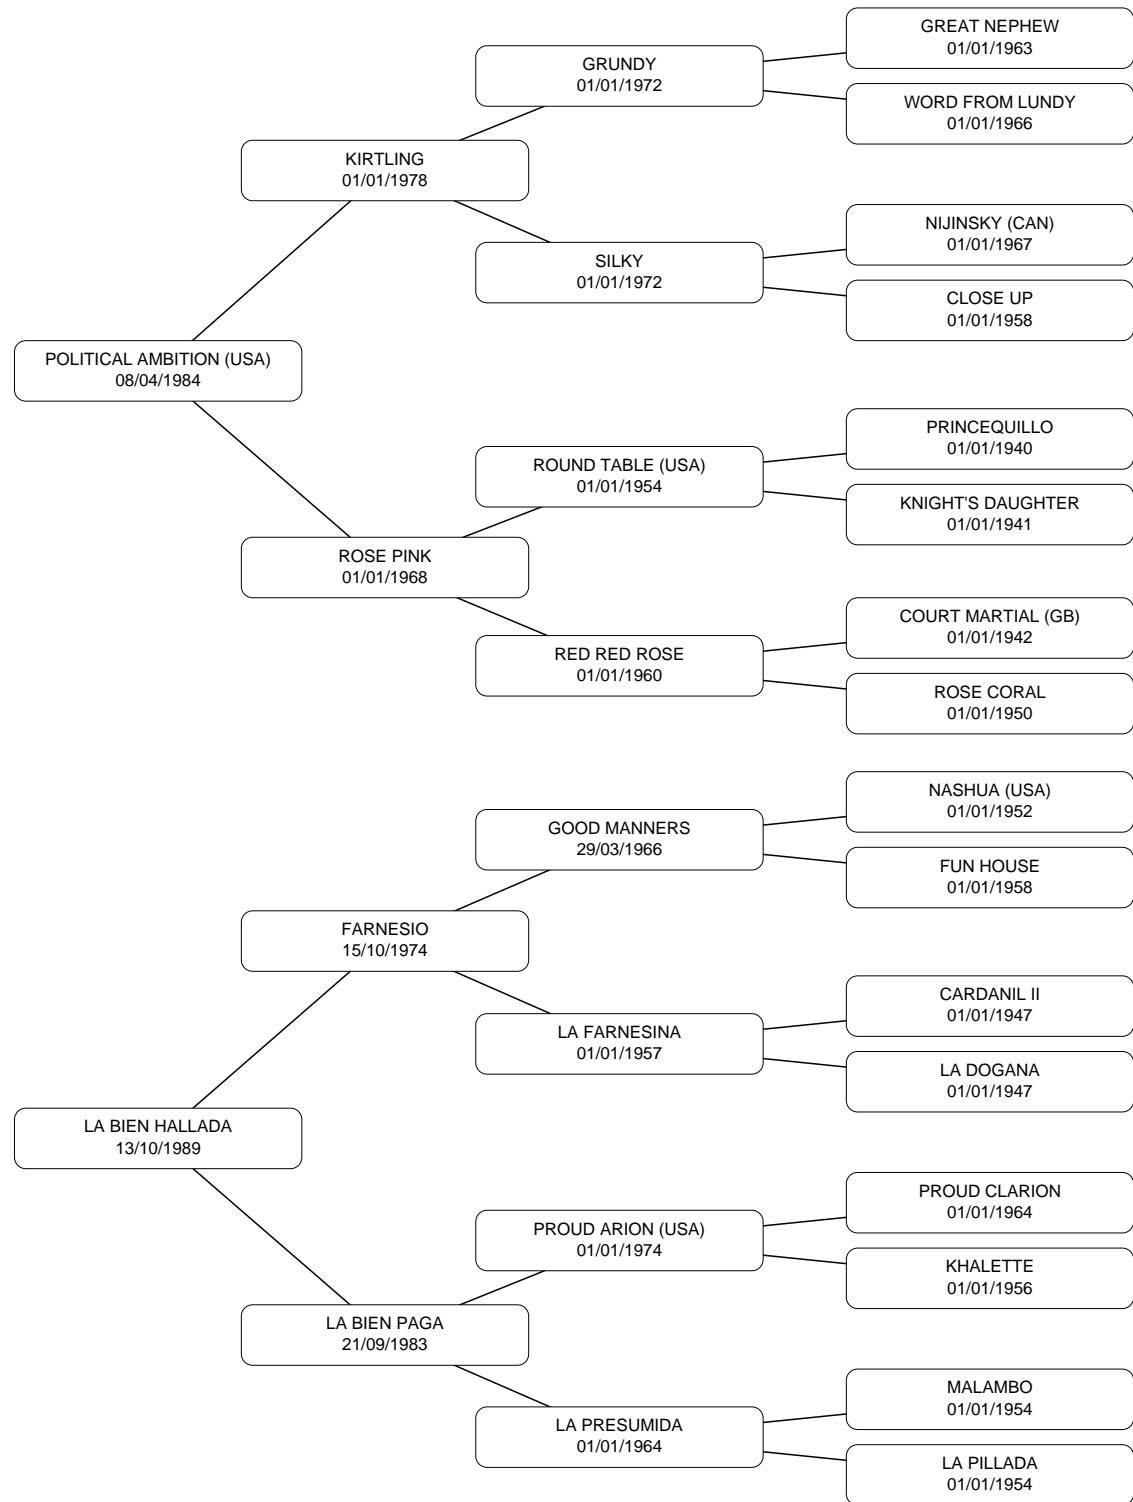 GREAT NEPHEW
01/01/1963
GRUNDY
01/01/1972
WORD FROM LUNDY
01/01/1966
KIRTLING
01/01/1978
NIJINSKY (CAN)
01/01/1967
SILKY
01/01/1972
CLOSE UP
01/01/1958
POLITICAL AMBITION (USA)
08/04/1984
PRINCEQUILLO
01/01/1940
ROUND TABLE (USA)
01/01/1954
KNIGHT'S DAUGHTER
01/01/1941
ROSE PINK
01/01/1968
COURT MARTIAL (GB)
01/01/1942
RED RED ROSE
01/01/1960
ROSE CORAL
01/01/1950
NASHUA (USA)
01/01/1952
GOOD MANNERS
29/03/1966
FUN HOUSE
01/01/1958
FARNESIO
15/10/1974
CARDANIL II
01/01/1947
LA FARNESINA
01/01/1957
LA DOGANA
01/01/1947
LA BIEN HALLADA
13/10/1989
PROUD CLARION
01/01/1964
PROUD ARION (USA)
01/01/1974
KHALETTE
01/01/1956
LA BIEN PAGA
21/09/1983
MALAMBO
01/01/1954
LA PRESUMIDA
01/01/1964
LA PILLADA
01/01/1954